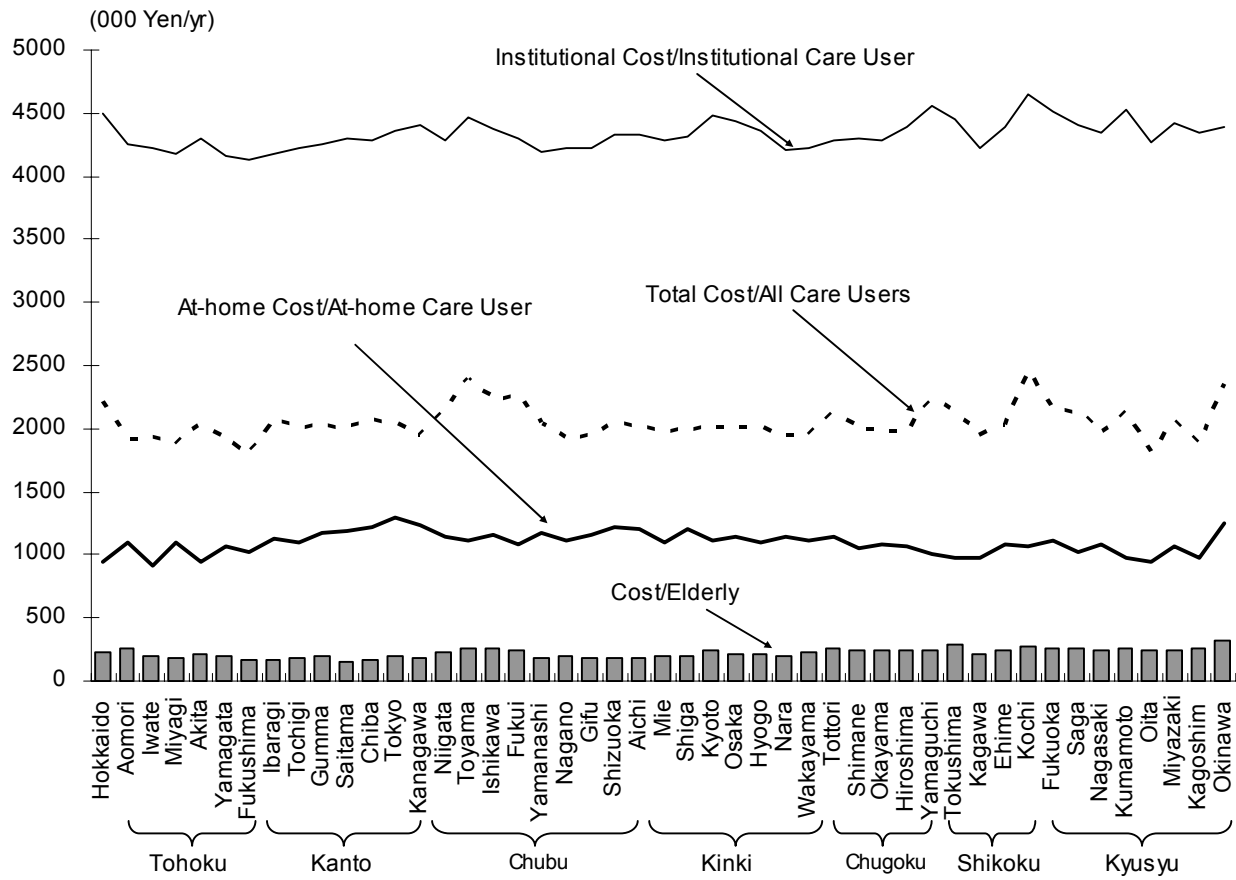 (000 Yen/yr)
5000
4500
4000
3500
3000
2500
2000
1500
1000
500
0
Institutional Cost/Institutional Care User
Total Cost/All Care Users
At-home Cost/At-home Care User
Cost/Elderly
Hokkaido
Aomori
Iwate
Miyagi
Akita
Yamagata
Fukushima
Ibaragi
Tochigi
Gumma
Saitama
Chiba
Tokyo
Kanagawa
Niigata
Toyama
Ishikawa
Fukui
Yamanashi
Nagano
Gifu
Shizuoka
Aichi
Mie
Shiga
Kyoto
Osaka
Hyogo
Nara
Wakayama
Tottori
Shimane
Okayama
Hiroshima
Yamaguchi
Tokushima
Kagawa
Ehime
Kochi
Fukuoka
Saga
Nagasaki
Kumamoto
Oita
Miyazaki
Kagoshim
Okinawa
Tohoku
Kanto
Chubu
Kinki
Chugoku
Shikoku
Kyusyu